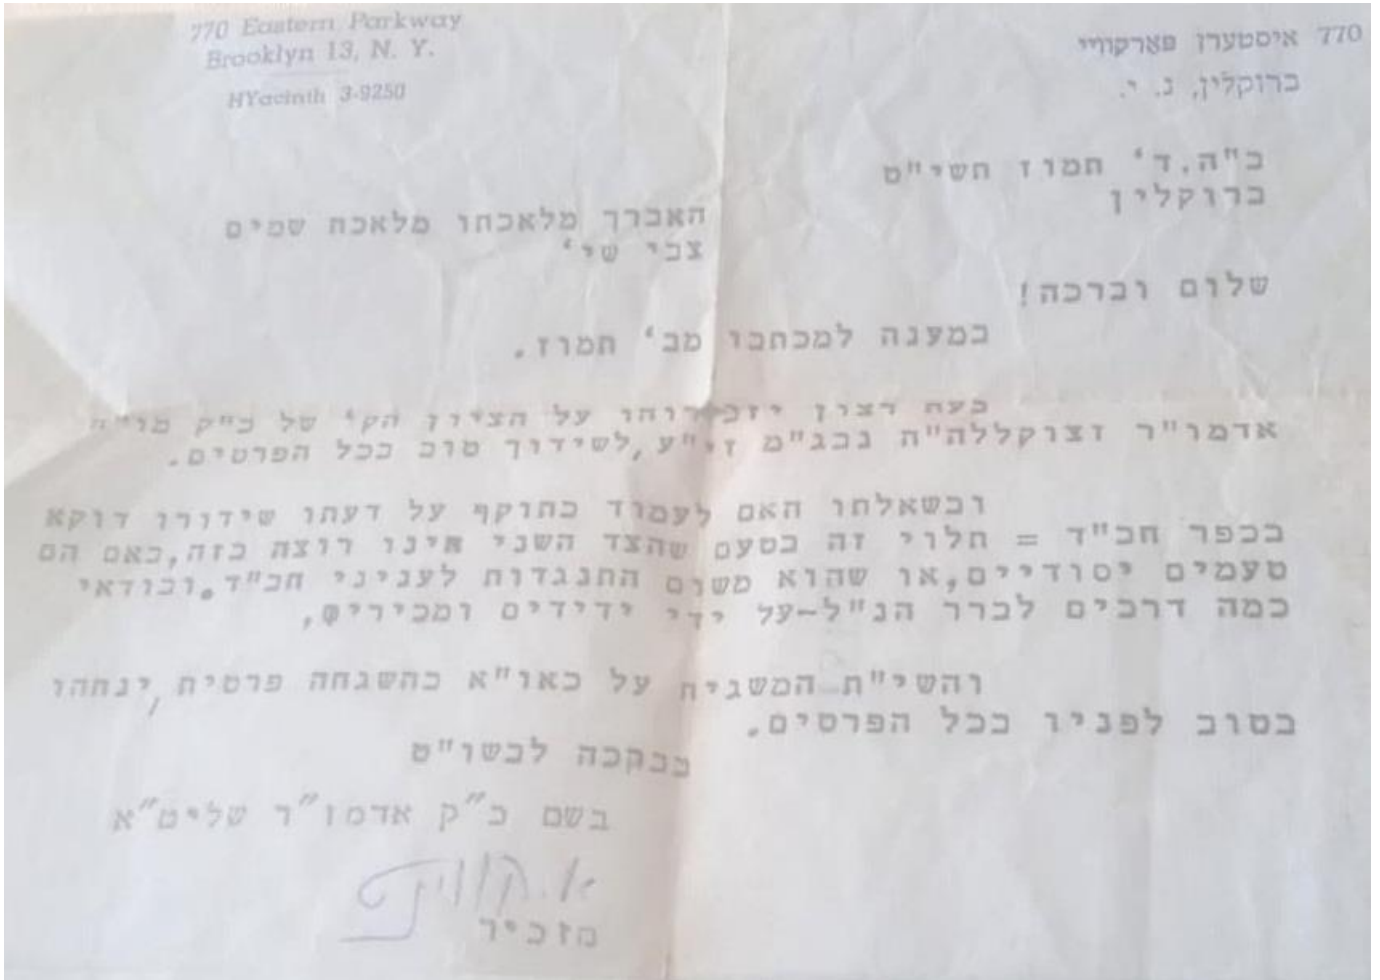 770 Eastern Parkway
Brooklyn 13, N. Y.
HYacinth 3-9250
770 איסטערן פארקוויי
ברוקלין, נ. י.
ב"ה, ד' תמוז תשי"ט
ברוקלין
האברך מלאכתו מלאכת שמים
צבי שי'
שלום וברכה!
במענה למכתבו מב' תמוז.
בעת רצון יזכירוהו על הציון הק' של כ"ק מו"ח
אדמו"ר זצוקללה"ה נבג"מ זי"ע, לשידוך טוב בכל הפרטים.
ובשאלתו האם לעמוד בתוקף על דעתו שידורו דוקא
בכפר חב"ד = תלוי זה בטעם שהצד השני אינו רוצה בזה, באם הם
טעמים יסודיים, או שהוא משום התנגדות לעניני חב"ד. ובודאי
כמה דרכים לברר הנ"ל-על ידי ידידים ומכירים,
והשי"ת המשגיח על כאו"א בהשגחה פרטית, ינחהו
בטוב לפניו בכל הפרטים.
בבקכה לבשו"ט
בשם כ"ק אדמו"ר שליט"א
א. קווינט
מזכיר